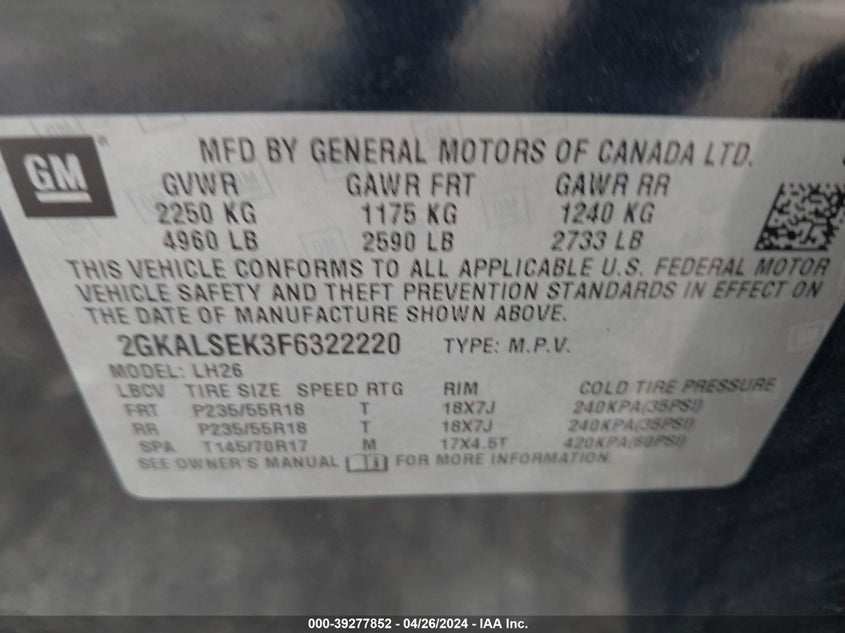 GM
MFD BY GENERAL MOTORS OF CANADA LTD.
GVWR GAWR FRT GAWR RR
2250 KG 1175 KG 1240 KG
4960 LB 2590 LB 2733 LB
THIS VEHICLE CONFORMS TO ALL APPLICABLE U.S. FEDERAL MOTOR
VEHICLE SAFETY AND THEFT PREVENTION STANDARDS IN EFFECT ON
THE DATE OF MANUFACTURE SHOWN ABOVE.
2GKALSEK3F6322220 TYPE: M.P.V.
MODEL: LH26
LBCV TIRE SIZE SPEED RTG RIM COLD TIRE PRESSURE
FRT P235/55R18 T 18X7J 240KPA(35PSI)
RR P235/55R18 T 18X7J 240KPA(35PSI)
SPA T145/70R17 M 17X4.5T 420KPA(60PSI)
SEE OWNER'S MANUAL FOR MORE INFORMATION.
000-39277852 - 04/26/2024 - IAA Inc.